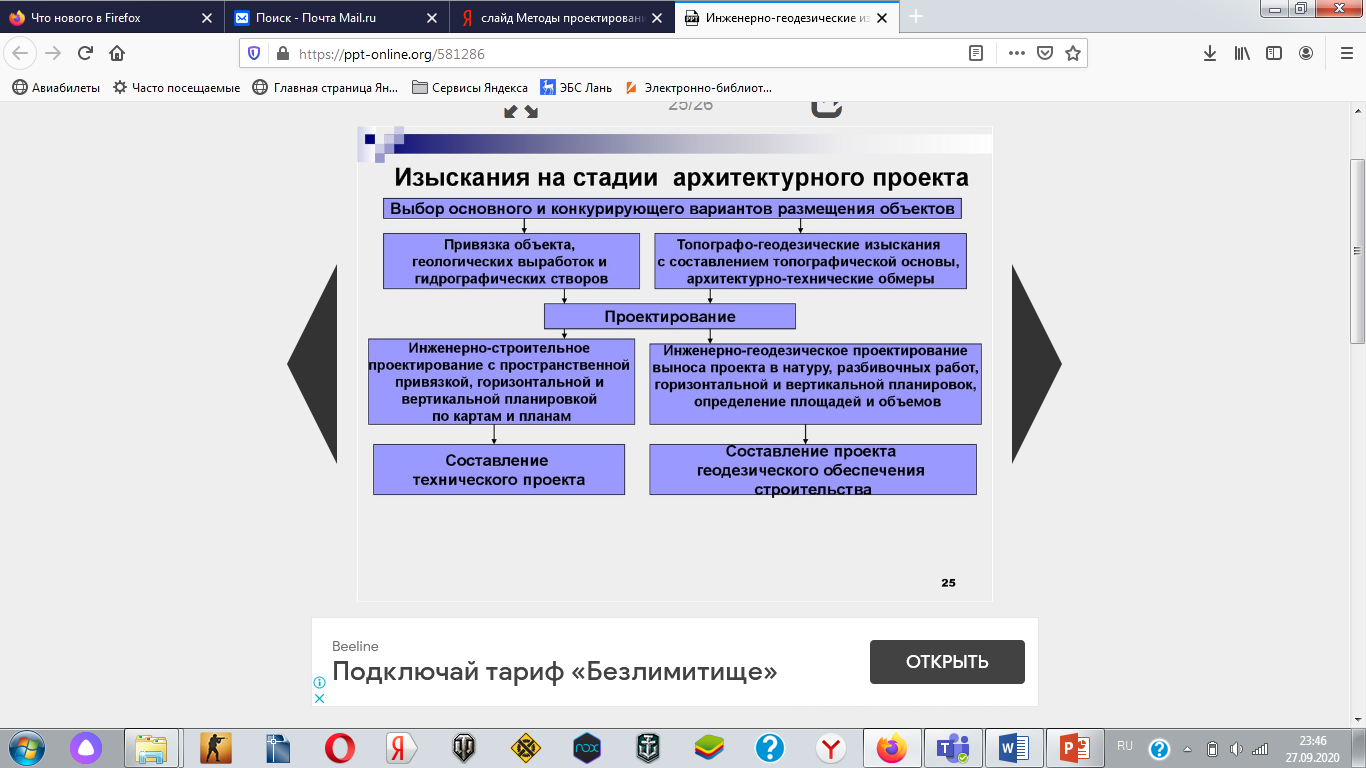 Что нового в Firefox
Поиск - Почта Mail.ru
слайд Методы проектирован
Инженерно-геодезические из
https://ppt-online.org/581286
Авиабилеты
Часто посещаемые
Главная страница Ян...
Сервисы Яндекса
ЭБС Лань
Электронно-библиот...
25/26
Изыскания на стадии архитектурного проекта
Выбор основного и конкурирующего вариантов размещения объектов
Привязка объекта,
геологических выработок и
гидрографических створов
Топографо-геодезические изыскания
с составлением топографической основы,
архитектурно-технические обмеры
Проектирование
Инженерно-строительное
проектирование с пространственной
привязкой, горизонтальной и
вертикальной планировкой
по картам и планам
Инженерно-геодезическое проектирование
выноса проекта в натуру, разбивочных работ,
горизонтальной и вертикальной планировок,
определение площадей и объемов
Составление
технического проекта
Составление проекта
геодезического обеспечения
строительства
25
Beeline
Подключай тариф «Безлимитище»
ОТКРЫТЬ
RU
23:46
27.09.2020